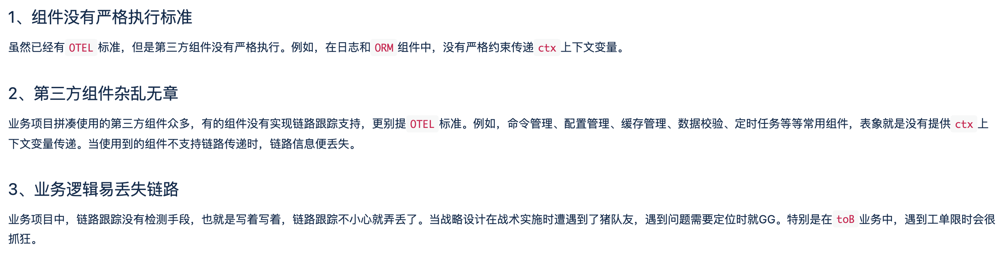 1、组件没有严格执行标准
虽然已经有 OTEL 标准，但是第三方组件没有严格执行。例如，在日志和 ORM 组件中，没有严格约束传递 ctx 上下文变量。
2、第三方组件杂乱无章
业务项目拼凑使用的第三方组件众多，有的组件没有实现链路跟踪支持，更别提 OTEL 标准。例如，命令管理、配置管理、缓存管理、数据校验、定时任务等等常用组件，表象就是没有提供 ctx 上
下文变量传递。当使用到的组件不支持链路传递时，链路信息便丢失。
3、业务逻辑易丢失链路
业务项目中，链路跟踪没有检测手段，也就是写着写着，链路跟踪不小心就弄丢了。当战略设计在战术实施时遭遇到了猪队友，遇到问题需要定位时就GG。特别是在 toB 业务中，遇到工单限时会很
抓狂。